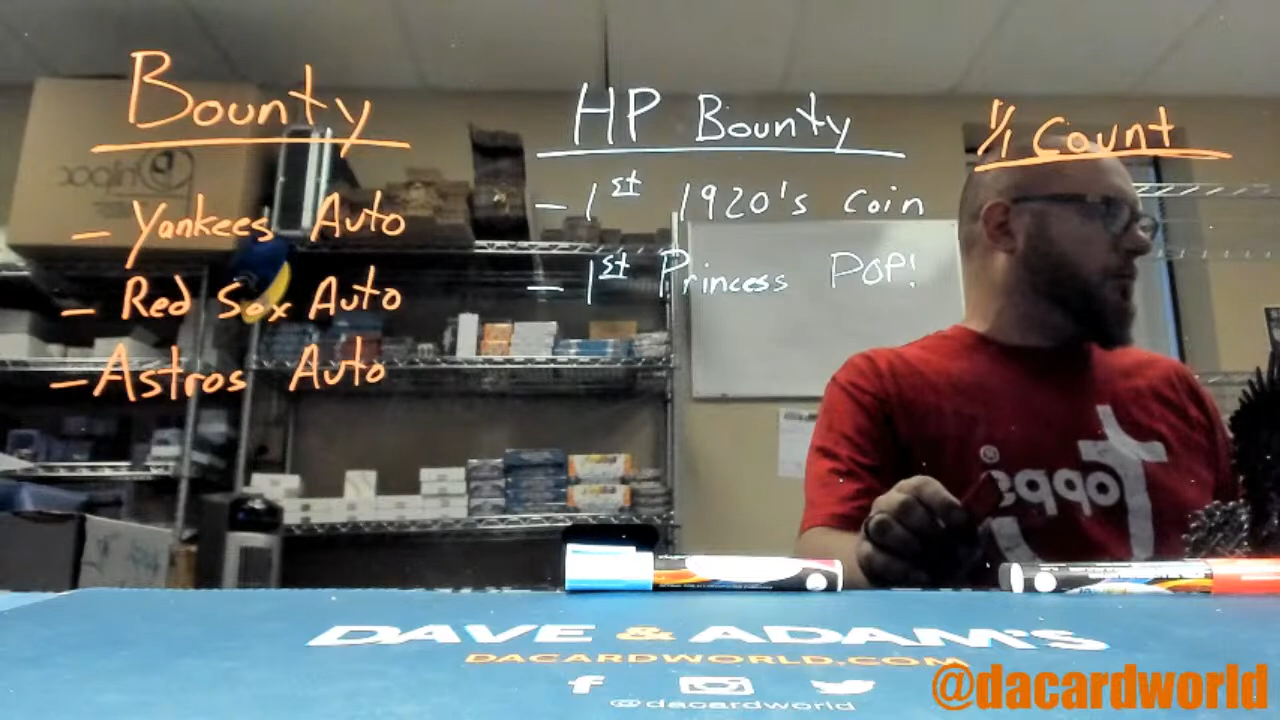 Bounty
- Yankees Auto
- Red Sox Auto
- Astros Auto
HP Bounty
- 1st 1920's coin
- 1st Princess POP!
1/1 Count
Topps®
DAVE & ADAM'S
DACARDWORLD.COM
@dacardworld
@dacardworld